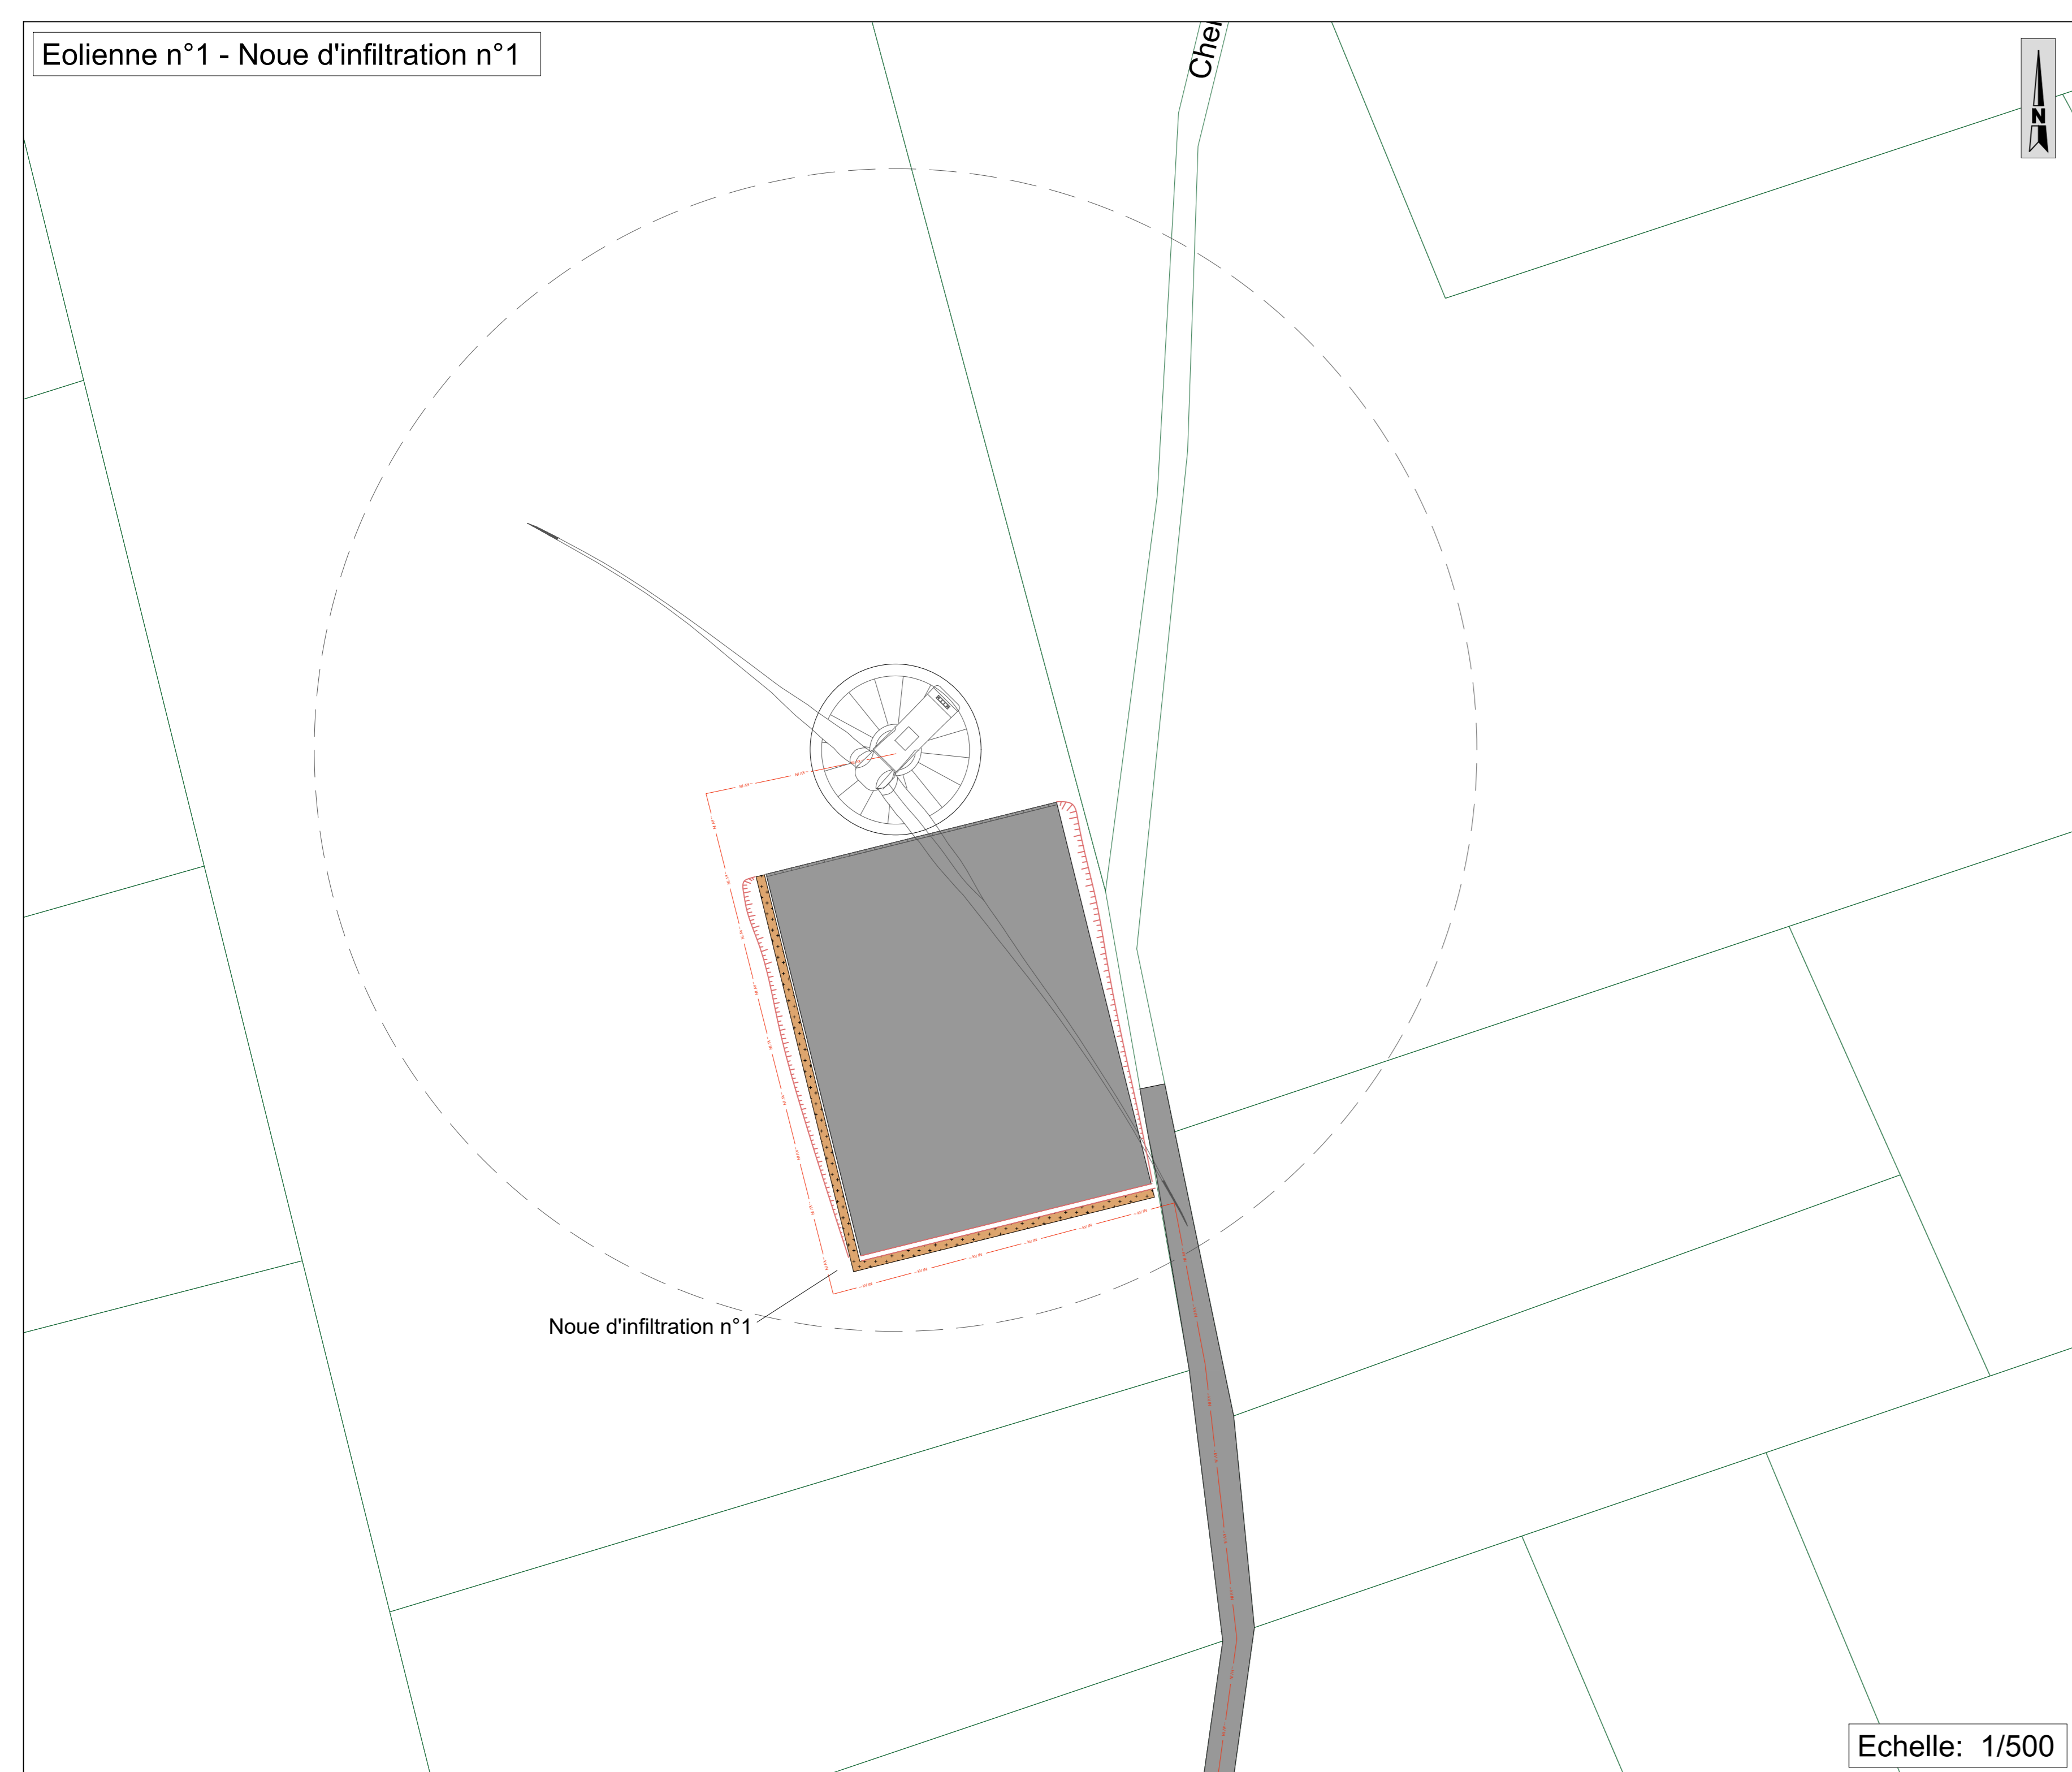 Eolienne n°1 - Noue d'infiltration n°1
Che
N
Noue d'infiltration n°1
Echelle: 1/500